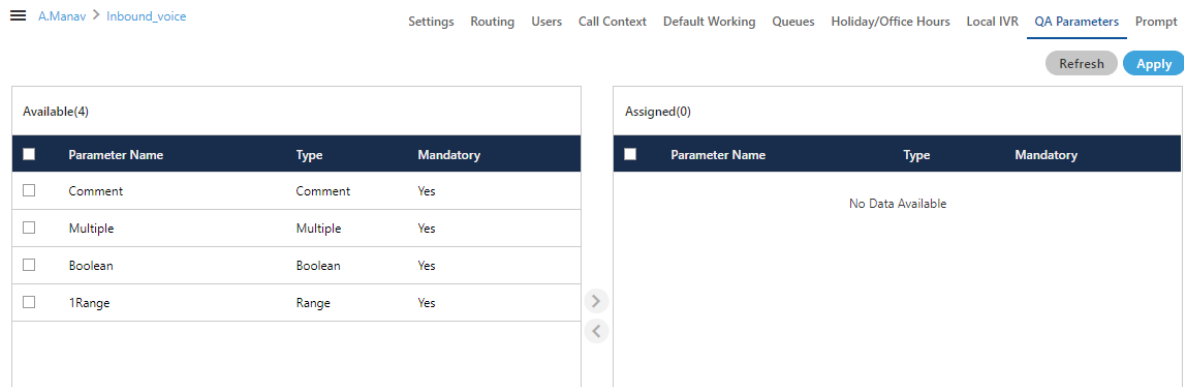 A.Manav > Inbound_voice
Settings Routing Users Call Context Default Working Queues Holiday/Office Hours Local IVR QA Parameters Prompt
Refresh Apply
Available(4)
Parameter Name Type Mandatory
Comment Comment Yes
Multiple Multiple Yes
Boolean Boolean Yes
1Range Range Yes
Assigned(0)
Parameter Name Type Mandatory
No Data Available